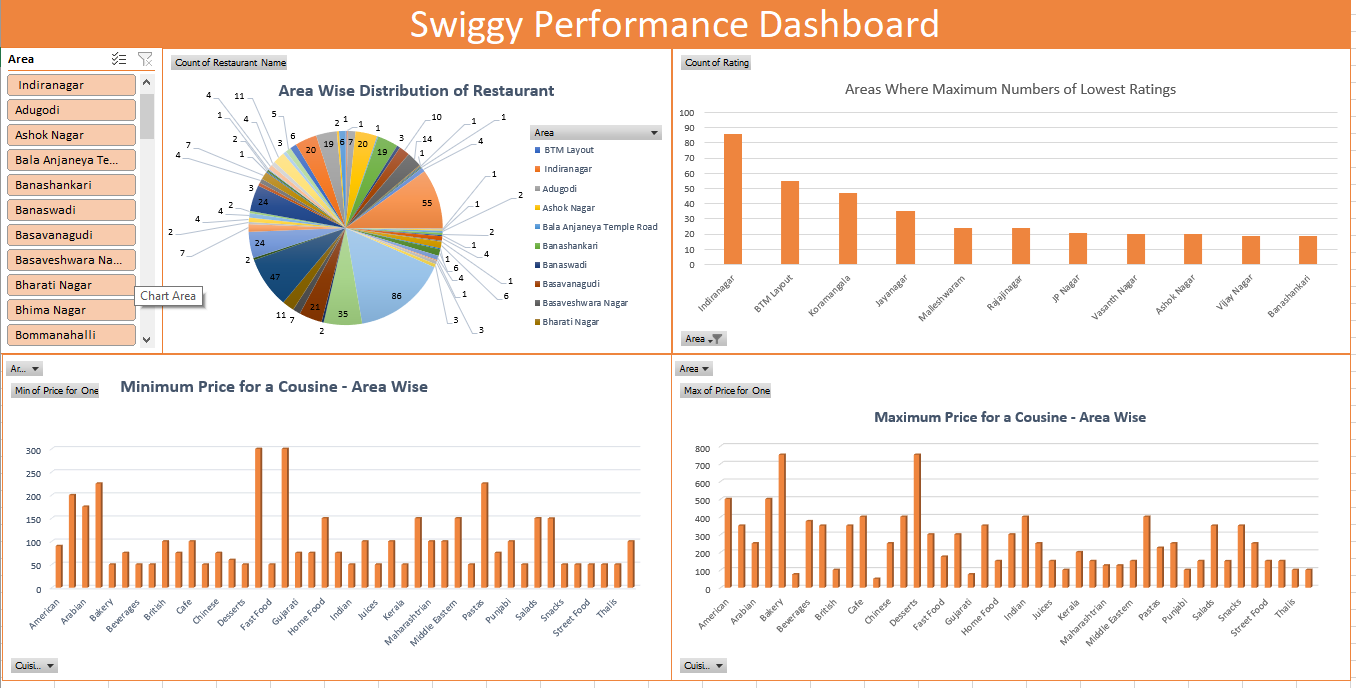 Swiggy Performance Dashboard
Area
Indiranagar
Adugodi
Ashok Nagar
Bala Anjaneya Te...
Banashankari
Banaswadi
Basavanagudi
Basaveshwara Na...
Bharati Nagar
Bhima Nagar
Bommanahalli
Chart Area
Count of Restaurant Name
Area Wise Distribution of Restaurant
4 11 5 6 2 1 1 1 10 1 1
1 4 3 20 19 6 7 20 19 3 14 4
7 2 1 1
4
3 24 55 1 2
4 2 1
2 4 2
7 24 1 4
2 1 6 1
47 4 6
86 1
11 7 21 35 3
2 3
Area
BTM Layout
Indiranagar
Adugodi
Ashok Nagar
Bala Anjaneya Temple Road
Banashankari
Banaswadi
Basavanagudi
Basaveshwara Nagar
Bharati Nagar
Count of Rating
Areas Where Maximum Numbers of Lowest Ratings
100
90
80
70
60
50
40
30
20
10
0
Indiranagar
BTM Layout
Koramangala
Jayanagar
Malleshwaram
Rajajinagar
JP Nagar
Vasanth Nagar
Ashok Nagar
Vijay Nagar
Banashankari
Area
Ar...
Min of Price for One
Minimum Price for a Cousine - Area Wise
300
250
200
150
100
50
0
American
Arabian
Bakery
Beverages
British
Cafe
Chinese
Desserts
Fast Food
Gujarati
Home Food
Indian
Juices
Kerala
Maharashtrian
Middle Eastern
Pastas
Punjabi
Salads
Snacks
Street Food
Thalis
Cuisi...
Area
Max of Price for One
Maximum Price for a Cousine - Area Wise
800
700
600
500
400
300
200
100
0
American
Arabian
Bakery
Beverages
British
Cafe
Chinese
Desserts
Fast Food
Gujarati
Home Food
Indian
Juices
Kerala
Maharashtrian
Middle Eastern
Pastas
Punjabi
Salads
Snacks
Street Food
Thalis
Cuisi...